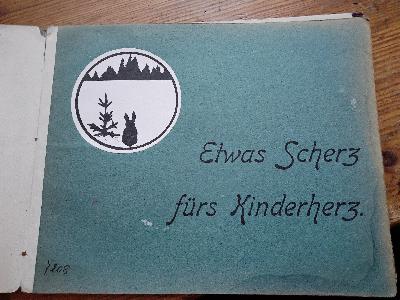 Etwas Scherz
fürs Kinderherz.